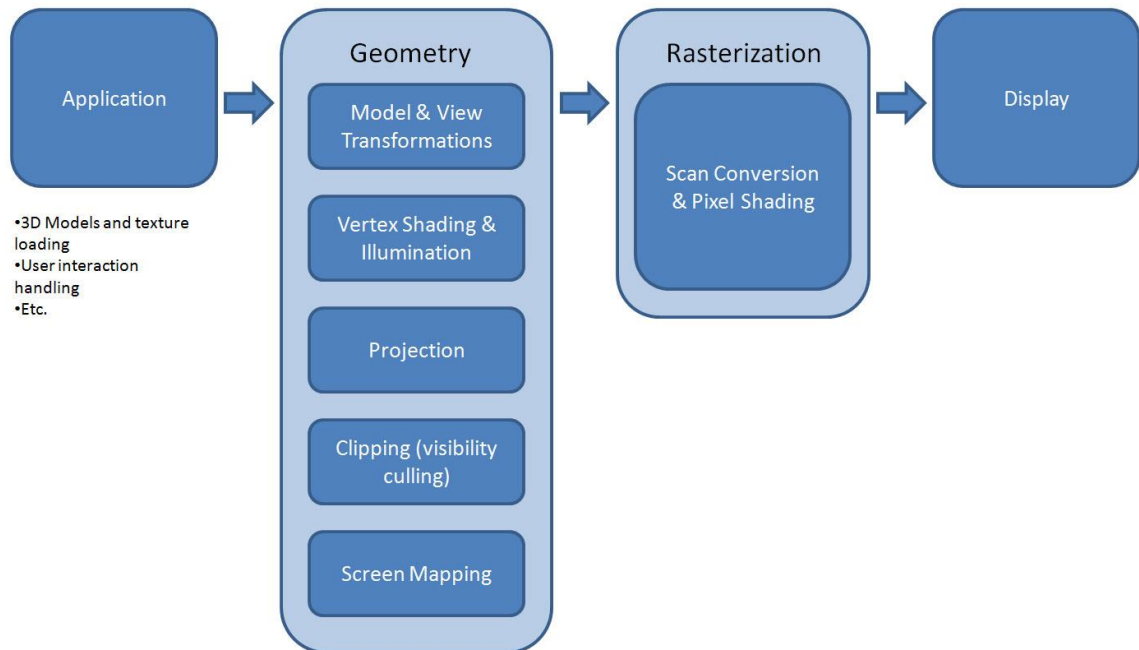 Application
•3D Models and texture
loading
•User interaction
handling
•Etc.
Geometry
Model & View
Transformations
Vertex Shading &
Illumination
Projection
Clipping (visibility
culling)
Screen Mapping
Rasterization
Scan Conversion
& Pixel Shading
Display